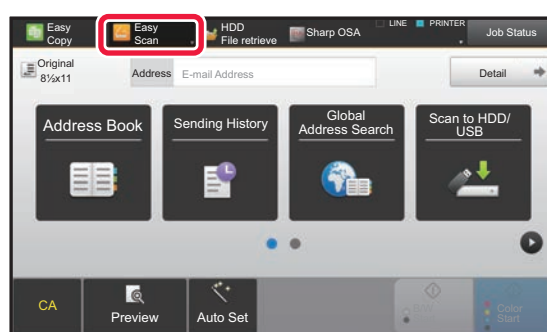 Easy
Copy
Easy
Scan
HDD
File retrieve
Sharp OSA
LINE
PRINTER
Job Status
Original
8½x11
Address
E-mail Address
Detail
Address Book
Sending History
Global
Address Search
Scan to HDD/
USB
CA
Preview
Auto Set
B/W
Start
Color
Start